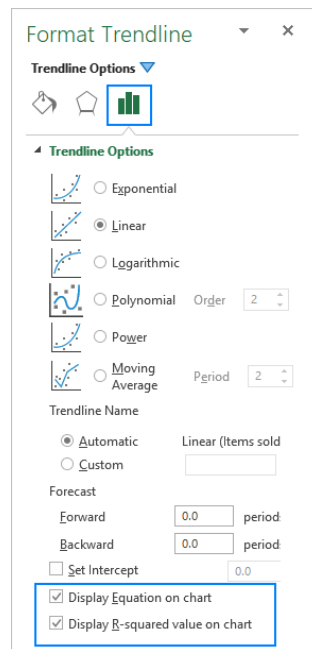 Format Trendline
Trendline Options
Trendline Options
Exponential
Linear
Logarithmic
Polynomial Order 2
Power
Moving
Average
Period 2
Trendline Name
Automatic Linear (Items sold
Custom
Forecast
Forward 0.0 period
Backward 0.0 period
Set Intercept 0.0
Display Equation on chart
Display R-squared value on chart